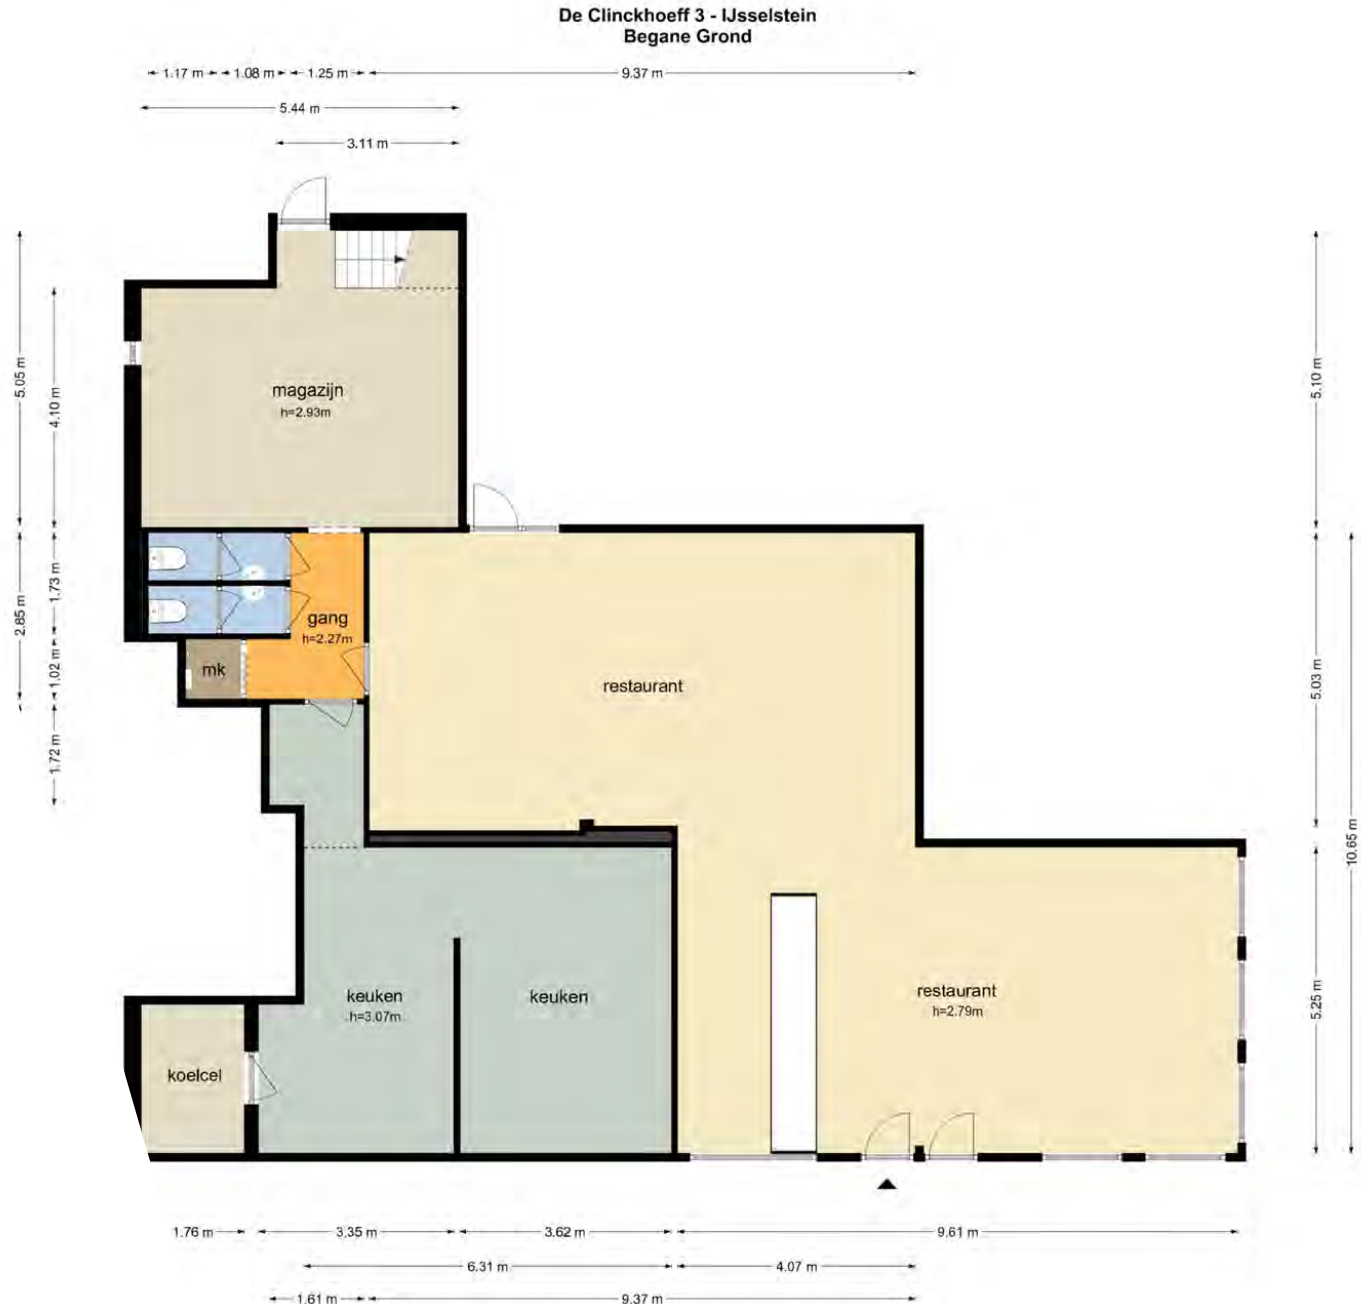 De Clinckhoeff 3 - IJsselstein
Begane Grond
1.17 m
1.08 m
1.25 m
9.37 m
5.44 m
3.11 m
5.05 m
4.10 m
5.10 m
magazijn
h=2.93m
2.85 m
1.73 m
1.02 m
1.72 m
gang
h=2.27m
mk
restaurant
5.03 m
10.65 m
5.25 m
keuken
h=3.07m
keuken
restaurant
h=2.79m
koelcel
1.76 m
3.35 m
3.62 m
9.61 m
6.31 m
4.07 m
1.61 m
9.37 m